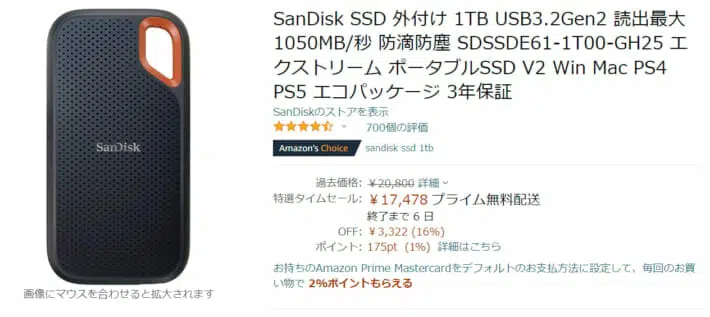 SanDisk SSD 外付け 1TB USB3.2Gen2 読出最大
1050MB/秒 防滴防塵 SDSSDE61-1T00-GH25 エ
クストリーム ポータブルSSD V2 Win Mac PS4
PS5 エコパッケージ 3年保証
SanDiskのストアを表示
700個の評価
Amazon's Choice sandisk ssd 1tb
過去価格: ￥20,800 詳細
特選タイムセール: ￥17,478 プライム無料配送
終了まで 6 日
OFF: ￥3,322 (16%)
ポイント: 175pt (1%) 詳細はこちら
お持ちのAmazon Prime Mastercardをデフォルトのお支払方法に設定して、毎回のお買
い物で 2%ポイントもらえる
SanDisk
画像にマウスを合わせると拡大されます